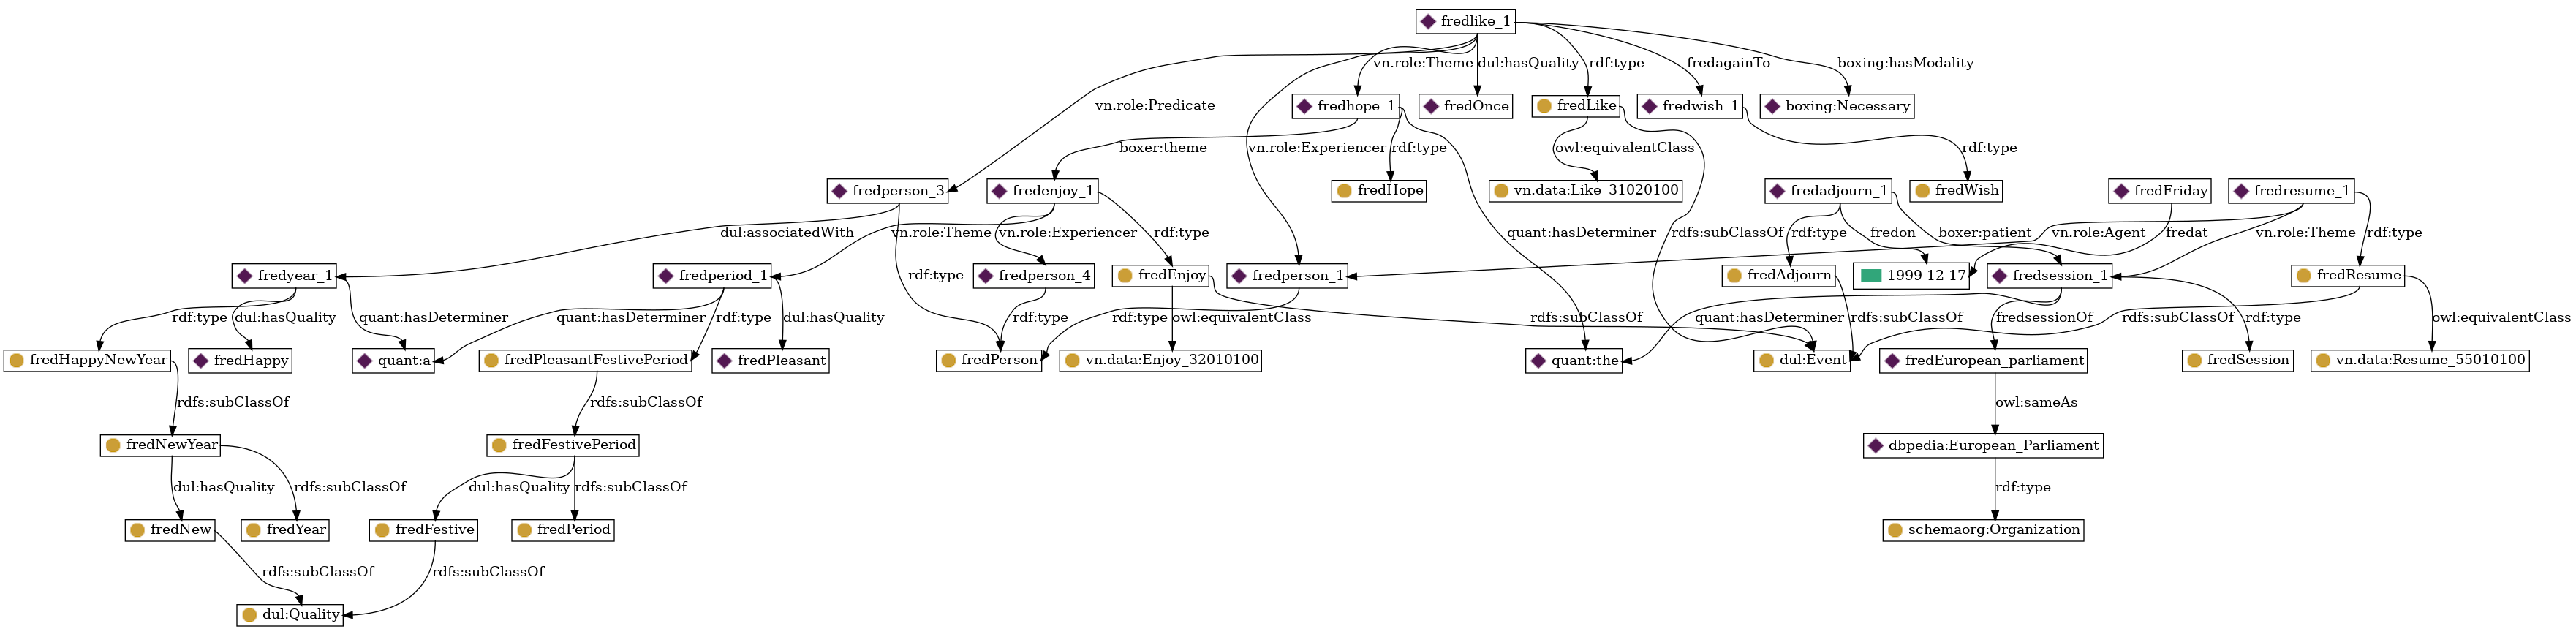 fredlike_1
vn.role:Theme dul:hasQuality rdf:type fredagainTo boxing:hasModality
vn.role:Predicate fredhope_1 fredOnce fredLike fredwish_1 boxing:Necessary
boxer:theme vn.role:Experiencer rdf:type owl:equivalentClass rdf:type
fredperson_3 fredenjoy_1 fredHope vn.data:Like_31020100 fredadjourn_1 fredWish fredFriday fredresume_1
dul:associatedWith vn.role:Theme vn.role:Experiencer rdf:type quant:hasDeterminer rdfs:subClassOf rdf:type fredon boxer:patient vn.role:Agent fredat vn.role:Theme rdf:type
fredyear_1 rdf:type fredperiod_1 fredperson_4 fredEnjoy fredperson_1 fredAdjourn 1999-12-17 fredsession_1 fredResume
rdf:type dul:hasQuality quant:hasDeterminer quant:hasDeterminer rdf:type dul:hasQuality rdf:type rdf:type owl:equivalentClass rdfs:subClassOf quant:hasDeterminer rdfs:subClassOf fredsessionOf rdfs:subClassOf rdf:type owl:equivalentClass
fredHappyNewYear fredHappy quant:a fredPleasantFestivePeriod fredPleasant fredPerson vn.data:Enjoy_32010100 quant:the dul:Event fredEuropean_parliament fredSession vn.data:Resume_55010100
rdfs:subClassOf rdfs:subClassOf owl:sameAs
fredNewYear fredFestivePeriod dbpedia:European_Parliament
dul:hasQuality rdfs:subClassOf dul:hasQuality rdfs:subClassOf rdf:type
fredNew fredYear fredFestive fredPeriod schemaorg:Organization
rdfs:subClassOf rdfs:subClassOf
dul:Quality